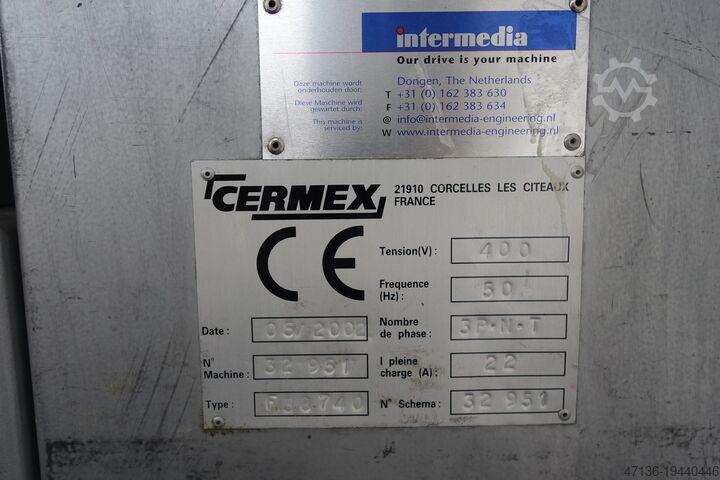 intermedia
Our drive is your machine
Deze machine wordt onderhouden door:
Diese Maschine wird gewartet durch:
This machine is serviced by:
Dongen, The Netherlands
T +31 (0) 162 383 630
F +31 (0) 162 383 634
@ info@intermedia-engineering.nl
W www.intermedia-engineering.nl
CERMEX
21910 CORCELLES LES CITEAUX
FRANCE
CE
Tension(V) : 400
Frequence (Hz) : 50
Date : 05/2002
Nombre de phase : 3P·N·T
N° Machine : 32 951
I pleine charge (A) : 22
Type :
N° Schema : 32 951
47136-19440446